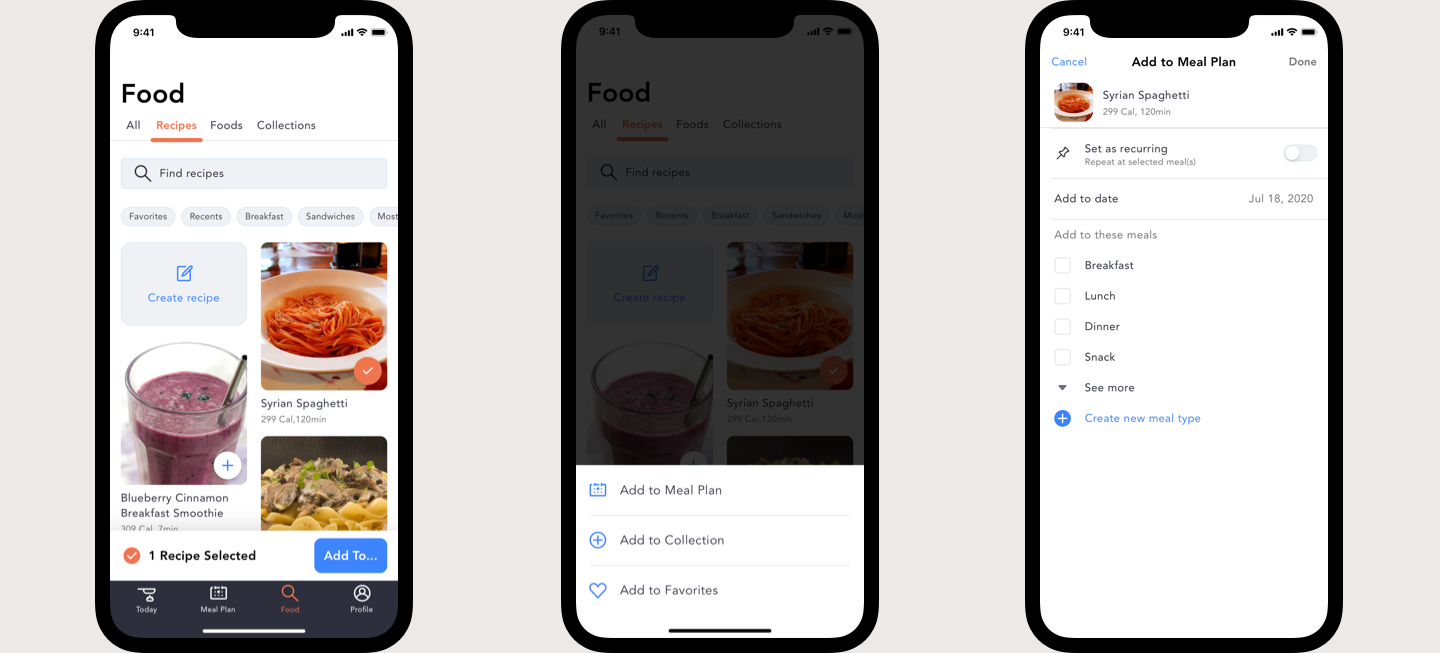 9:41
Food
All Recipes Foods Collections
Find recipes
Favorites Recents Breakfast Sandwiches Most
Create recipe
Syrian Spaghetti
299 Cal,120min
Blueberry Cinnamon
Breakfast Smoothie
309 Cal, 7min
1 Recipe Selected Add To...
Today Meal Plan Food Profile
9:41
Food
All Recipes Foods Collections
Find recipes
Favorites Recents Breakfast Sandwiches Most
Create recipe
Syrian Spaghetti
299 Cal,120min
Add to Meal Plan
Add to Collection
Add to Favorites
9:41
Cancel Add to Meal Plan Done
Syrian Spaghetti
299 Cal, 120min
Set as recurring
Repeat at selected meal(s)
Add to date Jul 18, 2020
Add to these meals
Breakfast
Lunch
Dinner
Snack
See more
Create new meal type